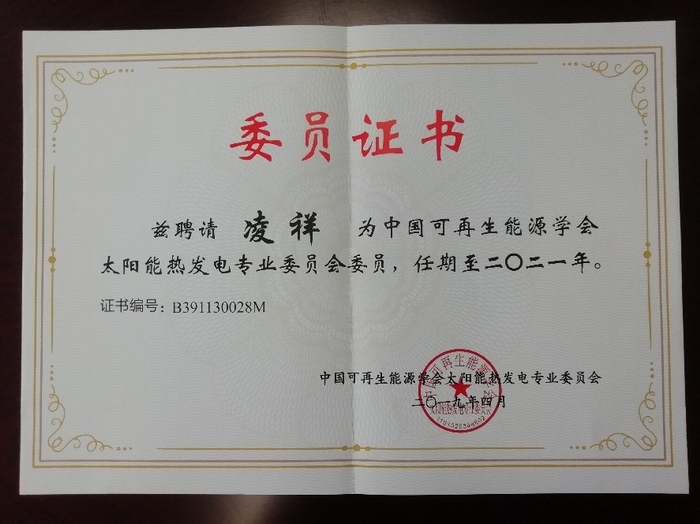 委员证书
兹聘请 凌祥 为中国可再生能源学会
太阳能热发电专业委员会委员，任期至二〇二一年。
证书编号：B391130028M
中国可再生能源学会太阳能热发电专业委员会
二〇一九年四月